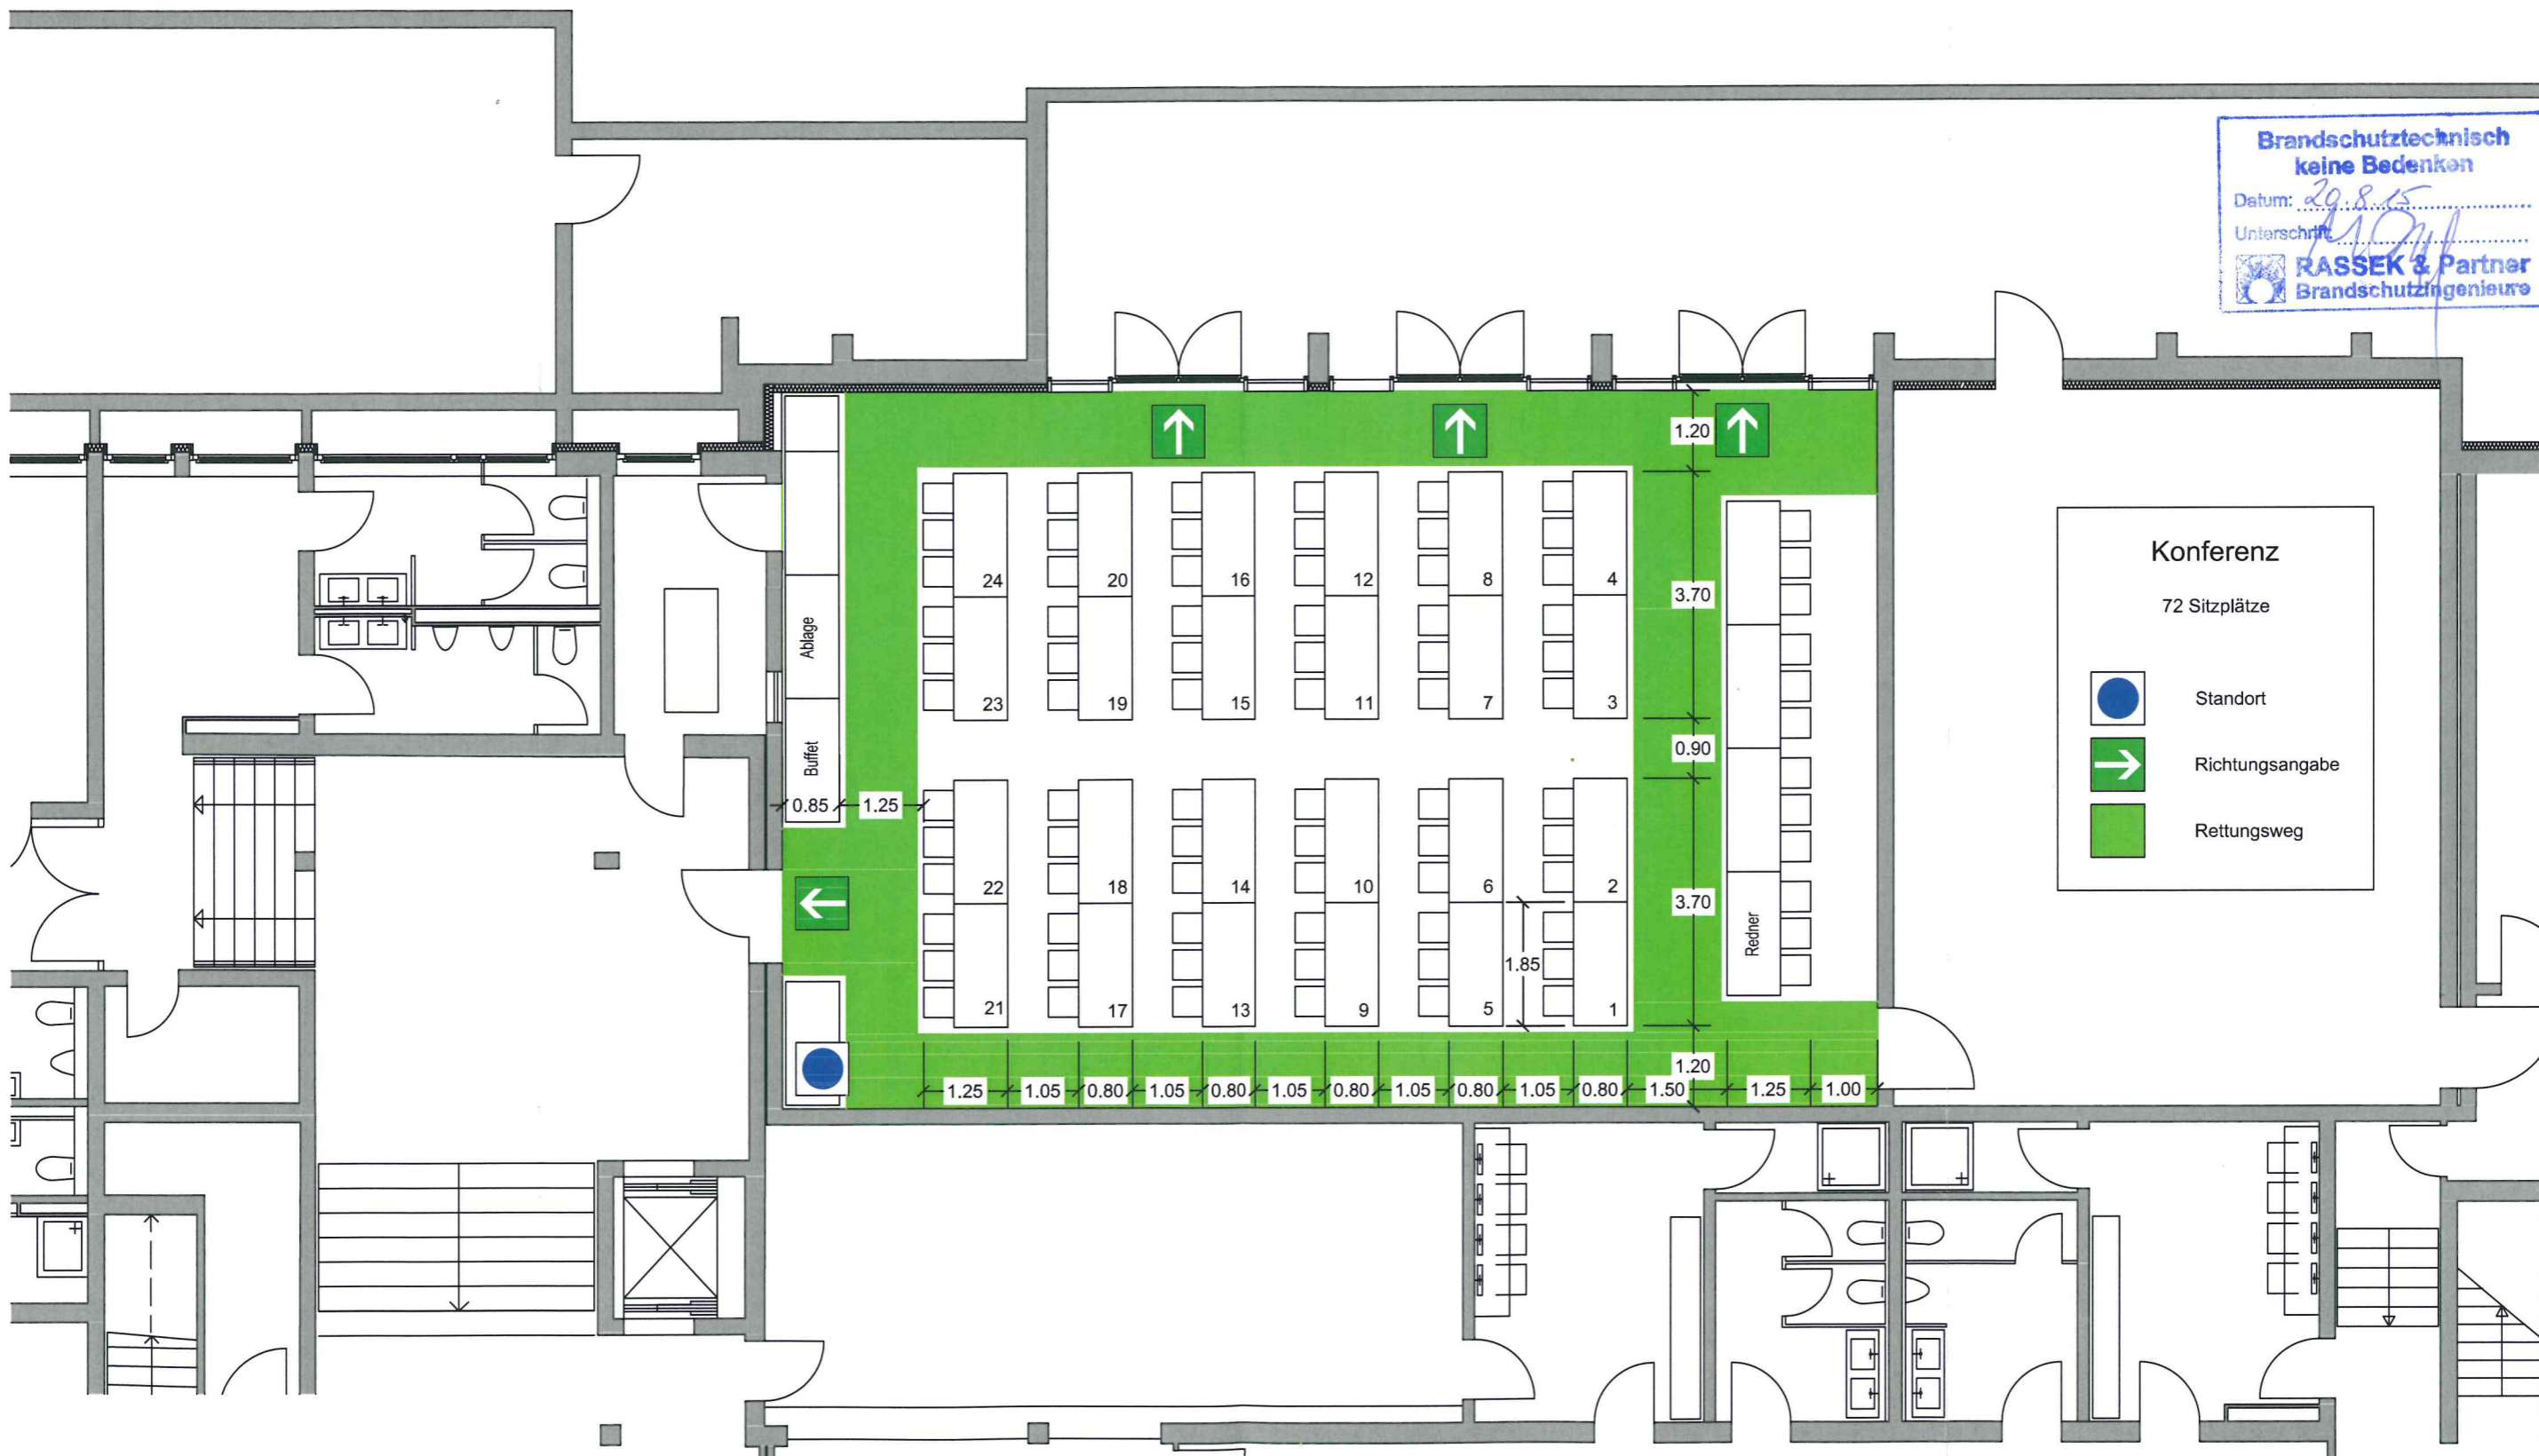 Brandschutztechnisch
keine Bedenken
Datum: 20.8.15
Unterschrift:
RASSEK & Partner
Brandschutzingenieure
1.20
Konferenz
72 Sitzplätze
Standort
Richtungsangabe
Rettungsweg
24 20 16 12 8 4
3.70
Ablage
23 19 15 11 7 3
0.90
Buffet
0.85 1.25
22 18 14 10 6 2
3.70
Redner
1.85
21 17 13 9 5 1
1.20
1.25 1.05 0.80 1.05 0.80 1.05 0.80 1.05 0.80 1.05 0.80 1.50 1.25 1.00